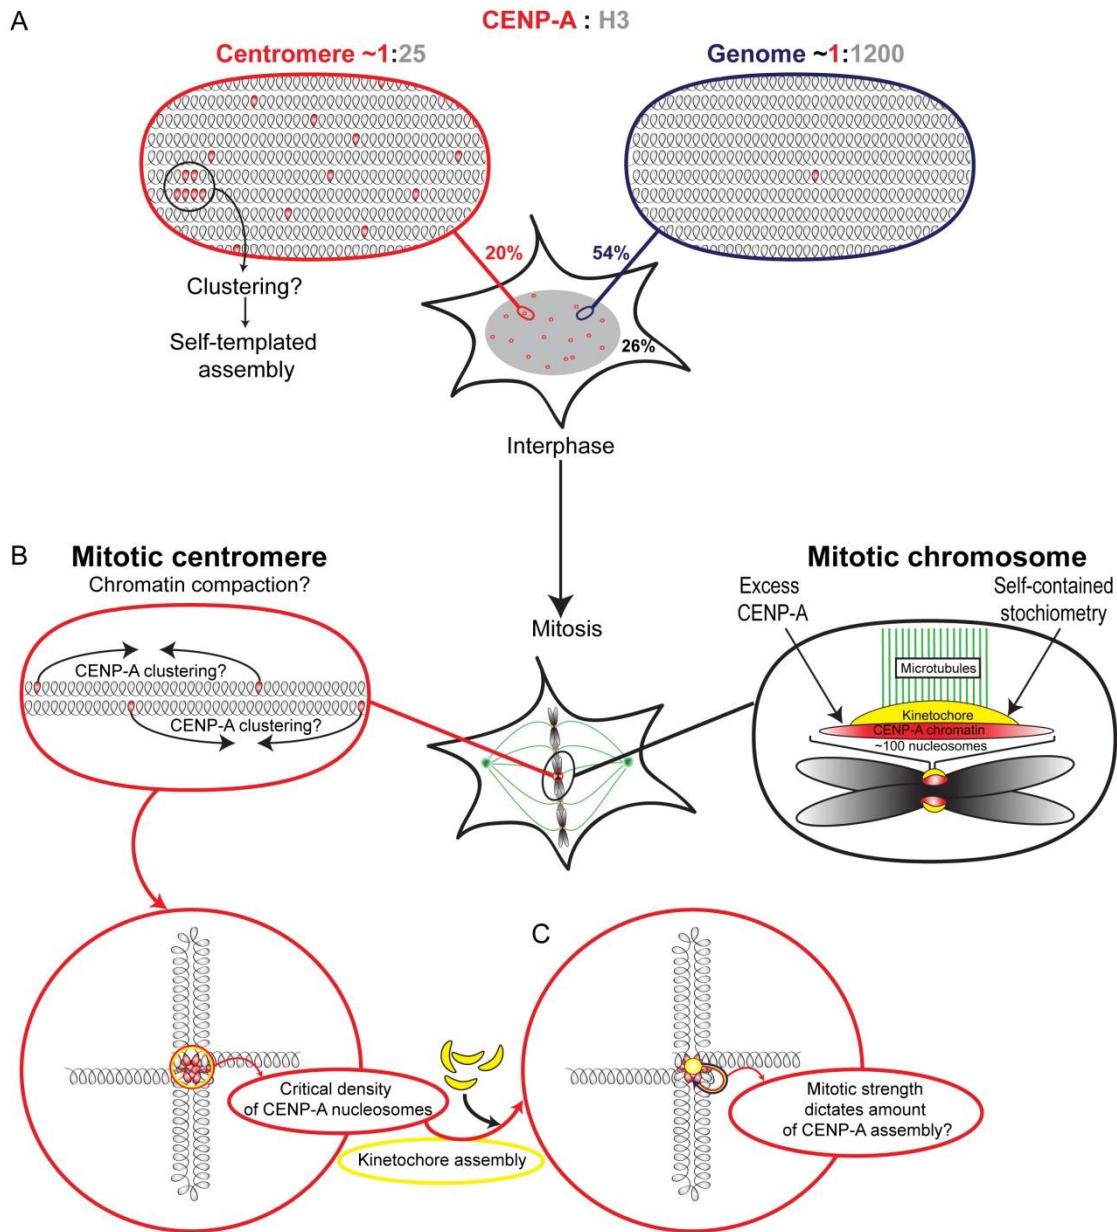 A
CENP-A : H3
Centromere ~1:25
Genome ~1:1200
20%
54%
26%
Clustering?
Self-templated
assembly
Interphase
B
Mitotic centromere
Chromatin compaction?
CENP-A clustering?
CENP-A clustering?
Mitosis
Mitotic chromosome
Excess
CENP-A
Self-contained
stochiometry
Microtubules
Kinetochore
CENP-A chromatin
~100 nucleosomes
Critical density
of CENP-A nucleosomes
Kinetochore assembly
C
Mitotic strength
dictates amount
of CENP-A assembly?